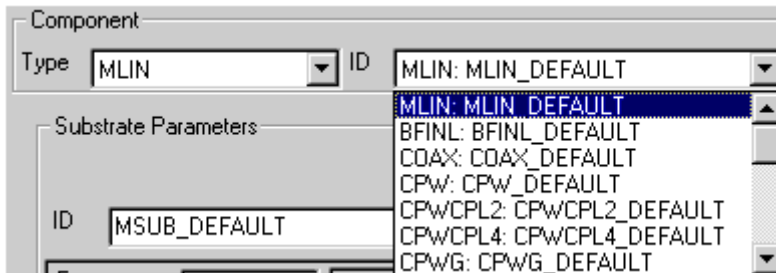 Component
Type MLIN ID MLIN: MLIN_DEFAULT
MLIN: MLIN_DEFAULT
Substrate Parameters
BFINL: BFINL_DEFAULT
COAX: COAX_DEFAULT
CPW: CPW_DEFAULT
CPWCPL2: CPWCPL2_DEFAULT
ID MSUB_DEFAULT
CPWCPL4: CPWCPL4_DEFAULT
CPWG: CPWG_DEFAULT